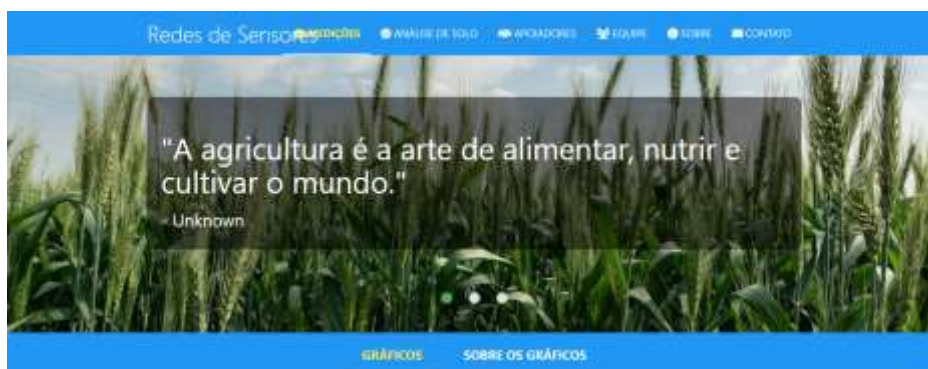 Redes de Sensores MEDIÇÕES ANÁLISE DE SOLO APOIADORES EQUIPE SOBRE CONTATO
"A agricultura é a arte de alimentar, nutrir e
cultivar o mundo."
- Unknown
GRÁFICOS SOBRE OS GRÁFICOS